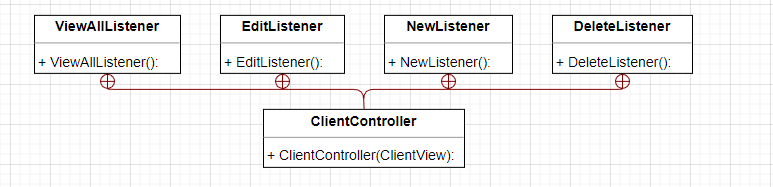 ViewAllListener
+ ViewAllListener():
EditListener
+ EditListener():
NewListener
+ NewListener():
DeleteListener
+ DeleteListener():
ClientController
+ ClientController(ClientView):